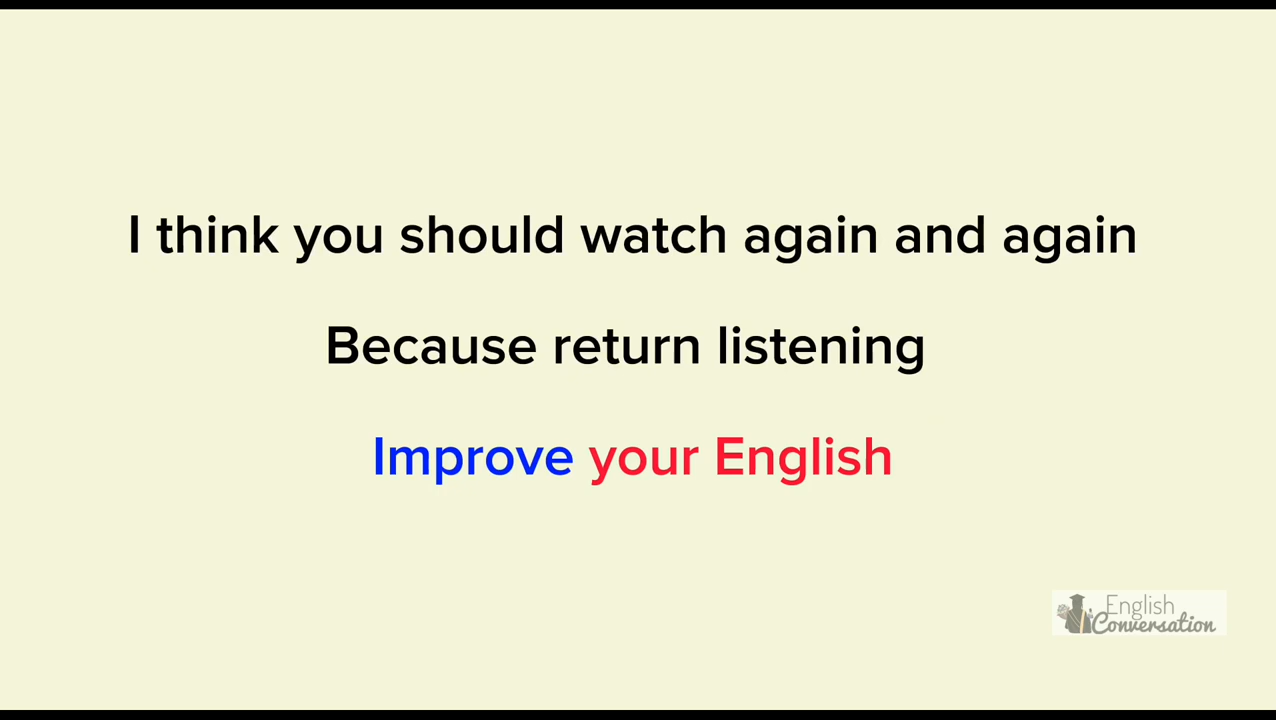 I think you should watch again and again
Because return listening
Improve your English
English
Conversation